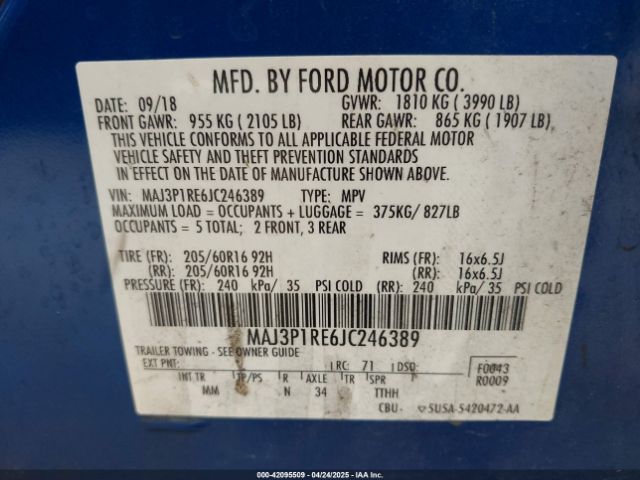 MFD. BY FORD MOTOR CO.
DATE: 09/18 GVWR: 1810 KG ( 3990 LB)
FRONT GAWR: 955 KG ( 2105 LB) REAR GAWR: 865 KG ( 1907 LB)
THIS VEHICLE CONFORMS TO ALL APPLICABLE FEDERAL MOTOR
VEHICLE SAFETY AND THEFT PREVENTION STANDARDS
IN EFFECT ON THE DATE OF MANUFACTURE SHOWN ABOVE.
VIN: MAJ3P1RE6JC246389 TYPE: MPV
MAXIMUM LOAD = OCCUPANTS + LUGGAGE = 375KG/ 827LB
OCCUPANTS = 5 TOTAL; 2 FRONT, 3 REAR
TIRE (FR): 205/60R16 92H RIMS (FR): 16x6.5J
(RR): 205/60R16 92H (RR): 16x6.5J
PRESSURE (FR): 240 kPa/ 35 PSI COLD (RR): 240 kPa/ 35 PSI COLD
MAJ3P1RE6JC246389
TRAILER TOWING - SEE OWNER GUIDE
EXT PNT: RC: 71 DSO: F0043
INT TR TP/PS R AXLE TR SPR R0009
MM N 34 TTHH
CBU- SUSA-S420472-AA
000-42095509 - 04/24/2025 - IAAI.com